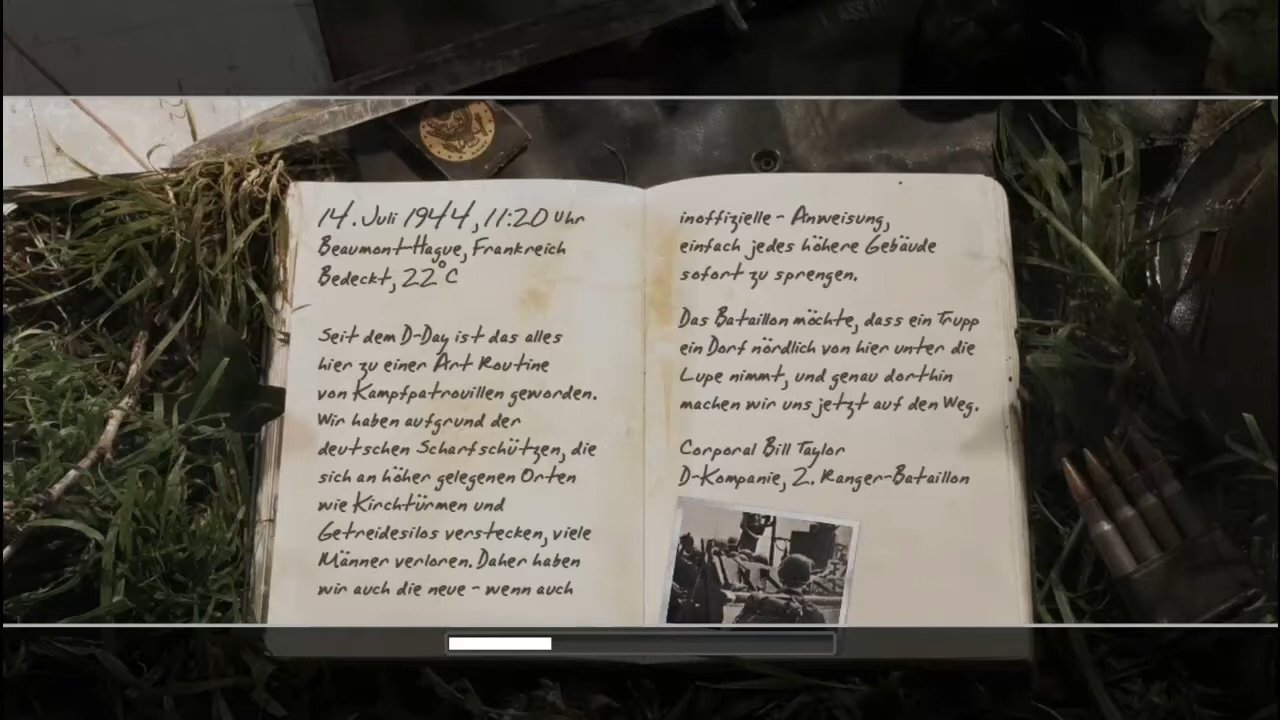 14. Juli 1944, 11:20 Uhr
Beaumont-Hague, Frankreich
Bedeckt, 22°C
Seit dem D-Day ist das alles
hier zu einer Art Routine
von Kampfpatrouillen geworden.
Wir haben aufgrund der
deutschen Scharfschützen, die
sich an höher gelegenen Orten
wie Kirchtürmen und
Getreidesilos verstecken, viele
Männer verloren. Daher haben
wir auch die neue - wenn auch
inoffizielle - Anweisung,
einfach jedes höhere Gebäude
sofort zu sprengen.
Das Bataillon möchte, dass ein Trupp
ein Dorf nördlich von hier unter die
Lupe nimmt, und genau dorthin
machen wir uns jetzt auf den Weg.
Corporal Bill Taylor
D-Kompanie, 2. Ranger-Bataillon